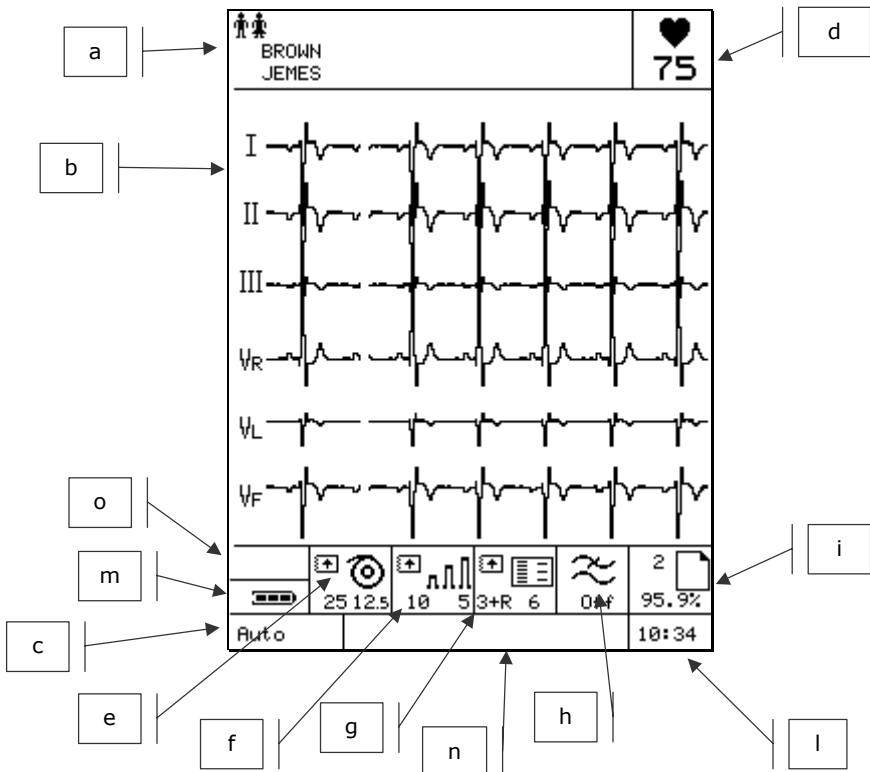 a
d
BROWN
JEMES
75
I
b
II
III
VR
VL
VF
o
i
m
2
25 12.5
10 5
3+R 6
Off
95.9%
c
Auto
10:34
e
f
g
h
n
l